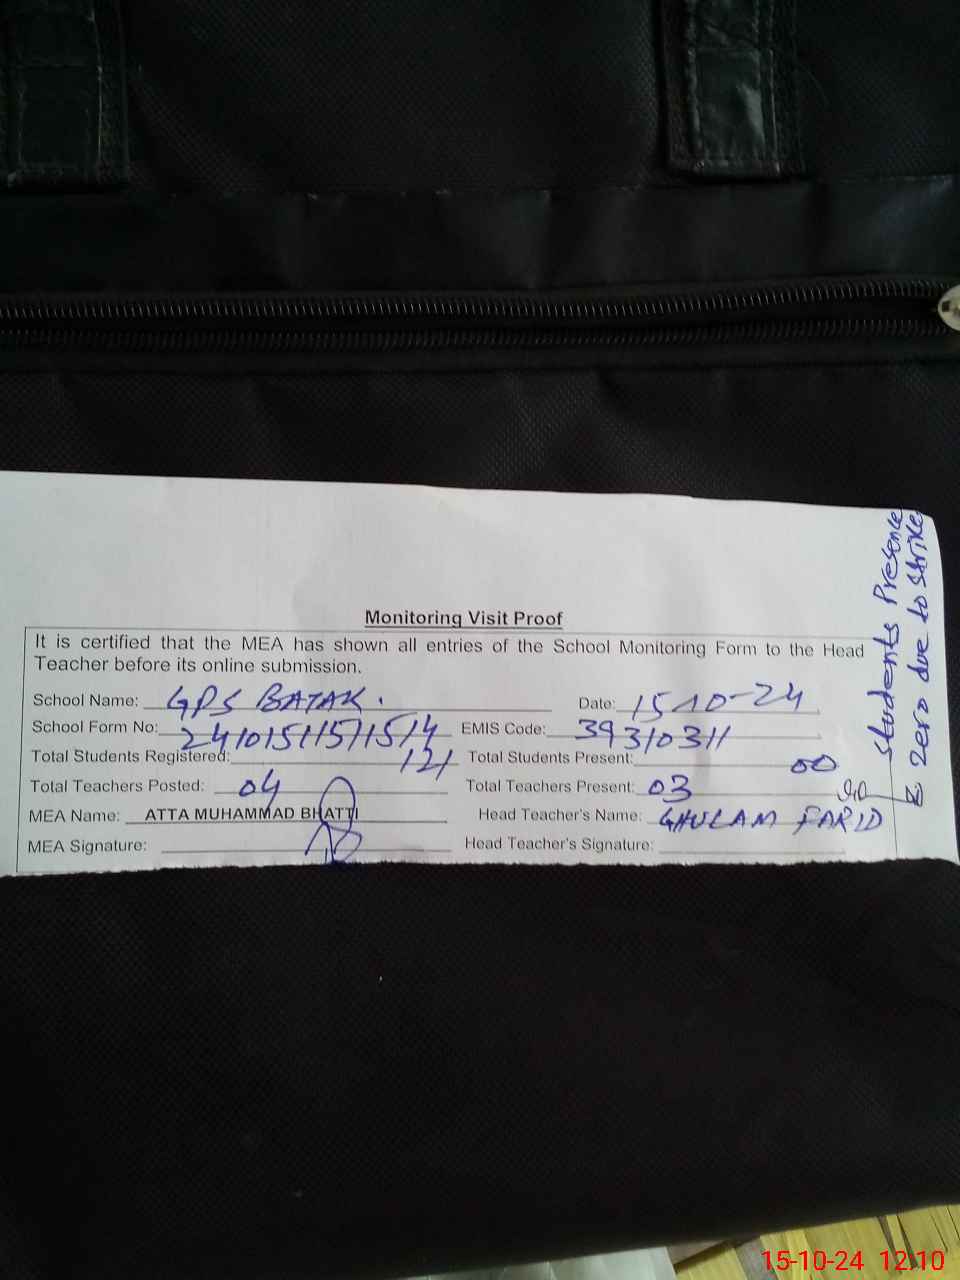 Monitoring Visit Proof
It is certified that the MEA has shown all entries of the School Monitoring Form to the Head
Teacher before its online submission.
School Name: GPS BATAK. Date: 15-10-24
School Form No: 241015115711514 EMIS Code: 39310311
Total Students Registered: 121 Total Students Present: 00
Total Teachers Posted: 04 Total Teachers Present: 03
MEA Name: ATTA MUHAMMAD BHATTI Head Teacher's Name: GHULAM FARID
MEA Signature: Head Teacher's Signature:
Students Presence
zero due to strike
15-10-24 12:10